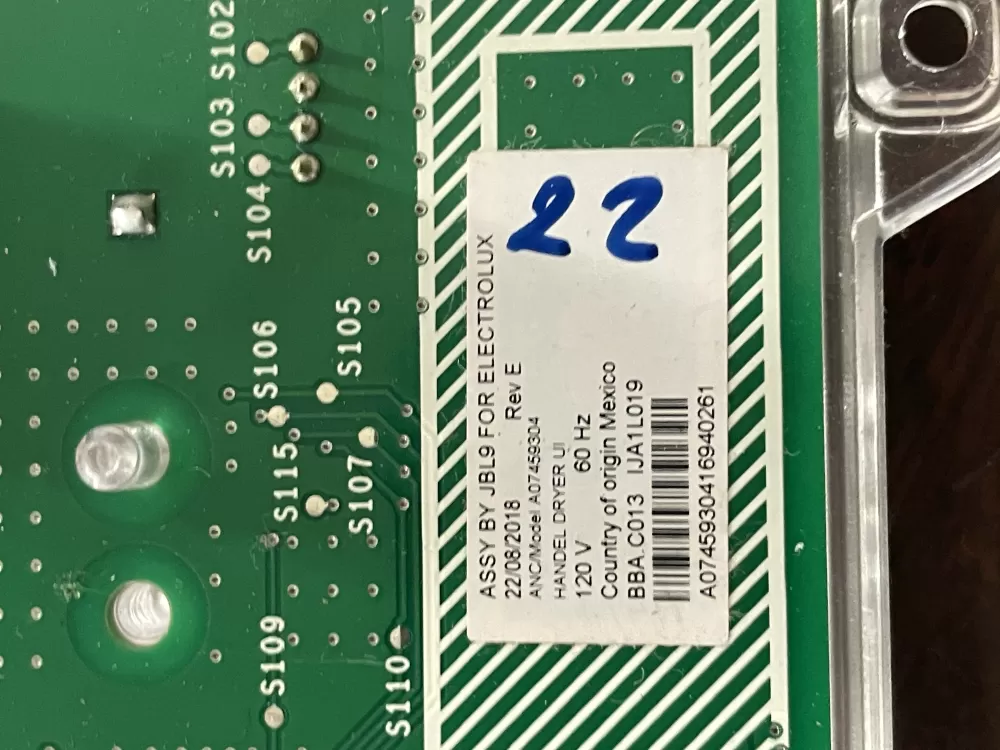 22
ASSY BY JBL9 FOR ELECTROLUX
22/08/2018 Rev E
ANC/Model A07459304
HANDEL DRYER UI
120 V 60 Hz
Country of origin Mexico
BBA.C013 IJA1L019
A0745930416940261
S102
S103
S104
S105
S106
S115
S107
S109
S110